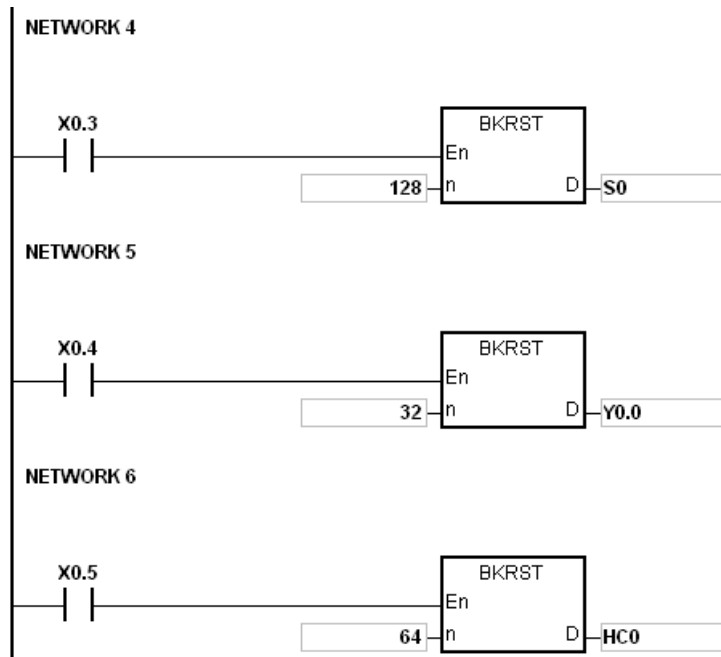 NETWORK 4
X0.3
BKRST
En
128 n D S0
NETWORK 5
X0.4
BKRST
En
32 n D Y0.0
NETWORK 6
X0.5
BKRST
En
64 n D HC0